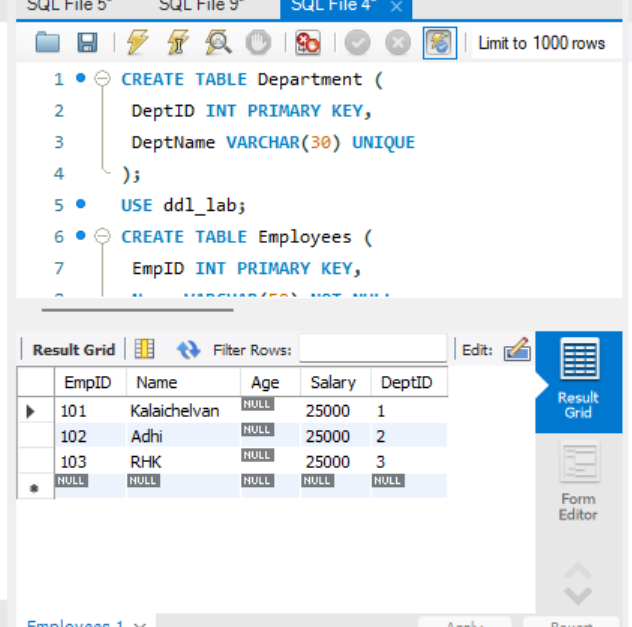 SQL File 5* SQL File 9* SQL File 4*
Limit to 1000 rows
1 CREATE TABLE Department (
2 DeptID INT PRIMARY KEY,
3 DeptName VARCHAR(30) UNIQUE
4 );
5 USE ddl_lab;
6 CREATE TABLE Employees (
7 EmpID INT PRIMARY KEY,
Result Grid Filter Rows: Edit:
EmpID Name Age Salary DeptID
101 Kalaichelvan NULL 25000 1
102 Adhi NULL 25000 2
103 RHK NULL 25000 3
NULL NULL NULL NULL NULL
Result
Grid
Form
Editor
Employees 1